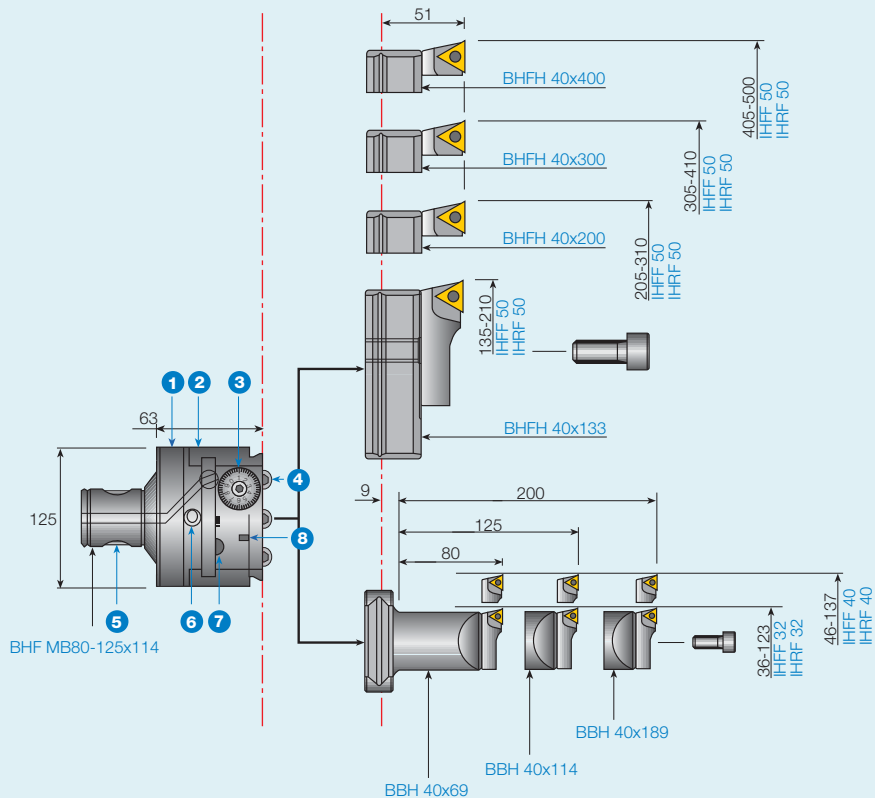 51
BHFH 40x400
405-500
IHFF 50
IHRF 50
BHFH 40x300
305-410
IHFF 50
IHRF 50
BHFH 40x200
205-310
IHFF 50
IHRF 50
135-210
IHFF 50
IHRF 50
BHFH 40x133
1
2
3
63
4
125
5
6
7
8
BHF MB80-125x114
9
200
125
80
46-137
IHFF 40
IHRF 40
36-123
IHFF 32
IHRF 32
BBH 40x189
BBH 40x114
BBH 40x69